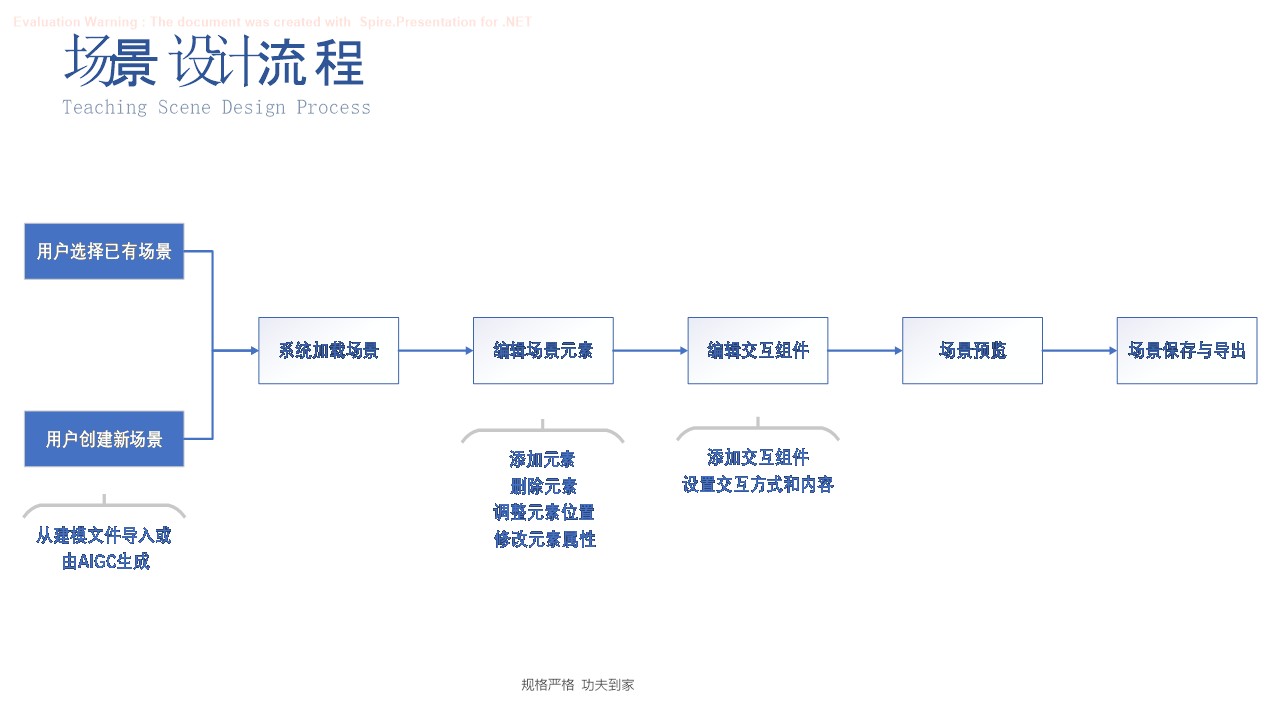 Evaluation Warning : The document was created with Spire.Presentation for .NET
场景设计流程
Teaching Scene Design Process
用户选择已有场景
用户创建新场景
从建模文件导入或
由AIGC生成
系统加载场景
编辑场景元素
添加元素
删除元素
调整元素位置
修改元素属性
编辑交互组件
添加交互组件
设置交互方式和内容
场景预览
场景保存与导出
规格严格 功夫到家